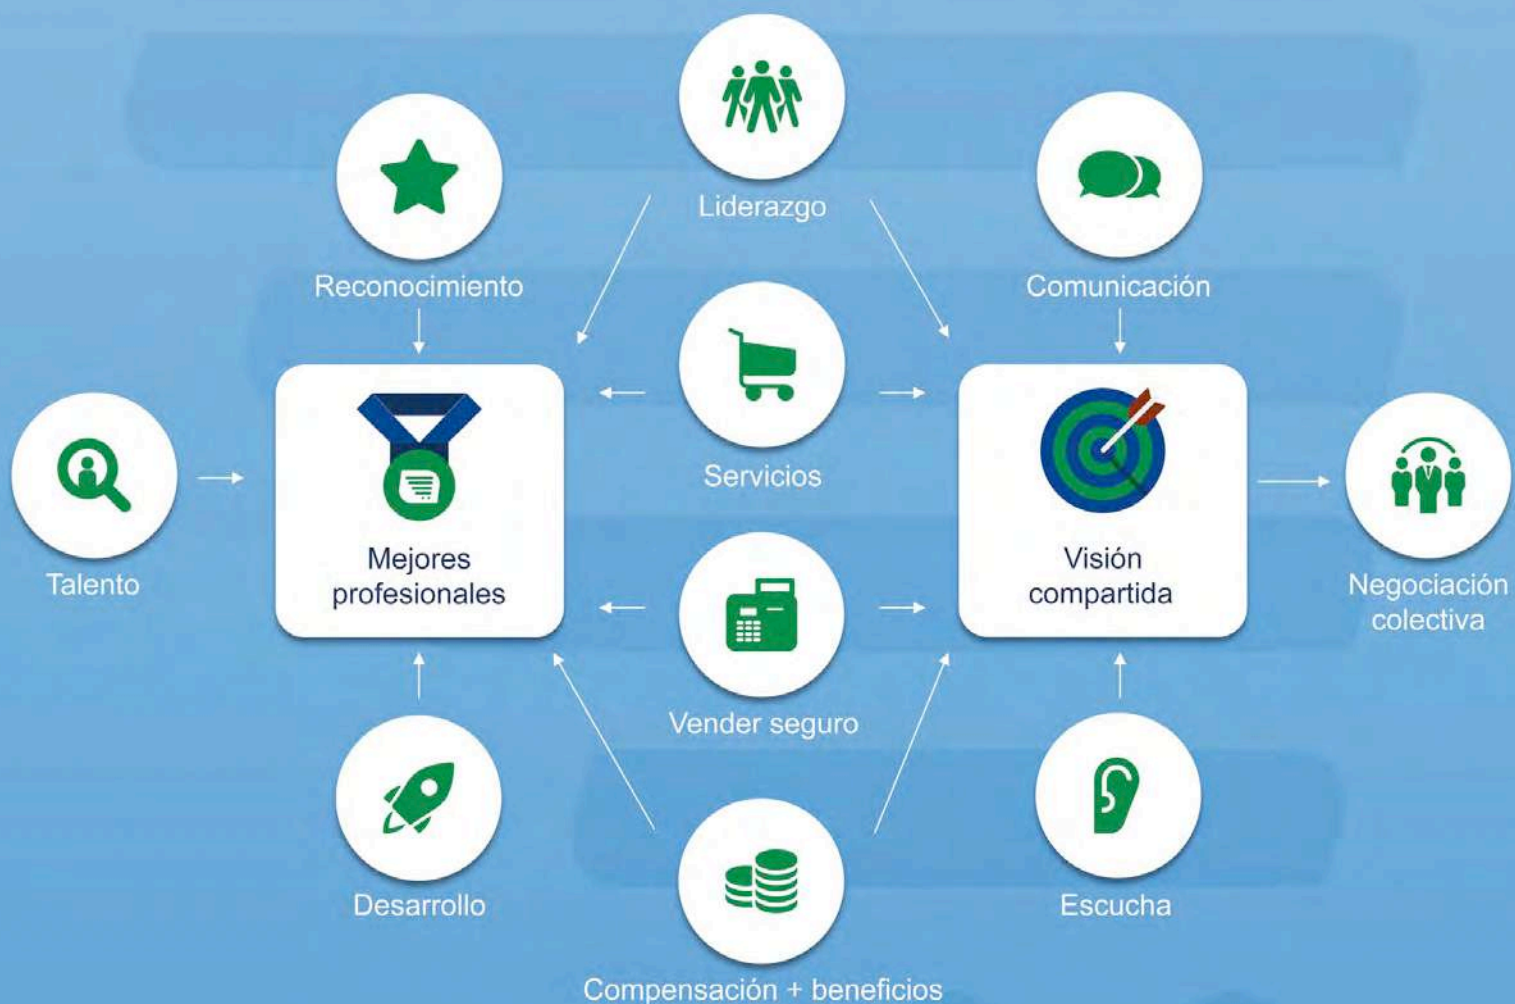 Liderazgo
Reconocimiento
Comunicación
Servicios
Talento
Mejores
profesionales
Visión
compartida
Negociación
colectiva
Vender seguro
Desarrollo
Escucha
Compensación + beneficios